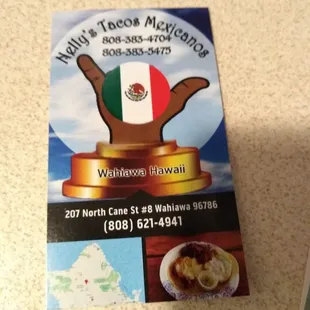 Nelly's Tacos Mexicanos
808-383-4704
808-383-5475
Wahiawa Hawaii
207 North Cane St #8 Wahiawa 96786
(808) 621-4941